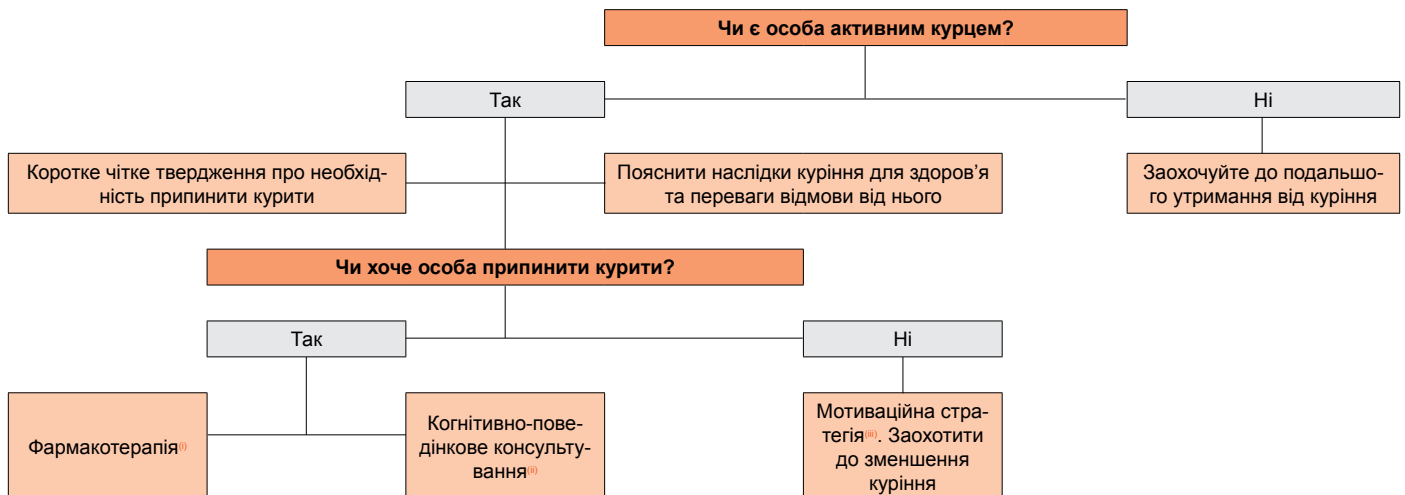 Чи є особа активним курцем?
Так
Ні
Коротке чітке твердження про необхід-
ність припинити курити
Пояснити наслідки куріння для здоров’я
та переваги відмови від нього
Заохочуйте до подальшо-
го утримання від куріння
Чи хоче особа припинити курити?
Так
Ні
Фармакотерапія(i)
Когнітивно-пове-
дінкове консульту-
вання(ii)
Мотиваційна стра-
тегія(iii). Заохотити
до зменшення
куріння